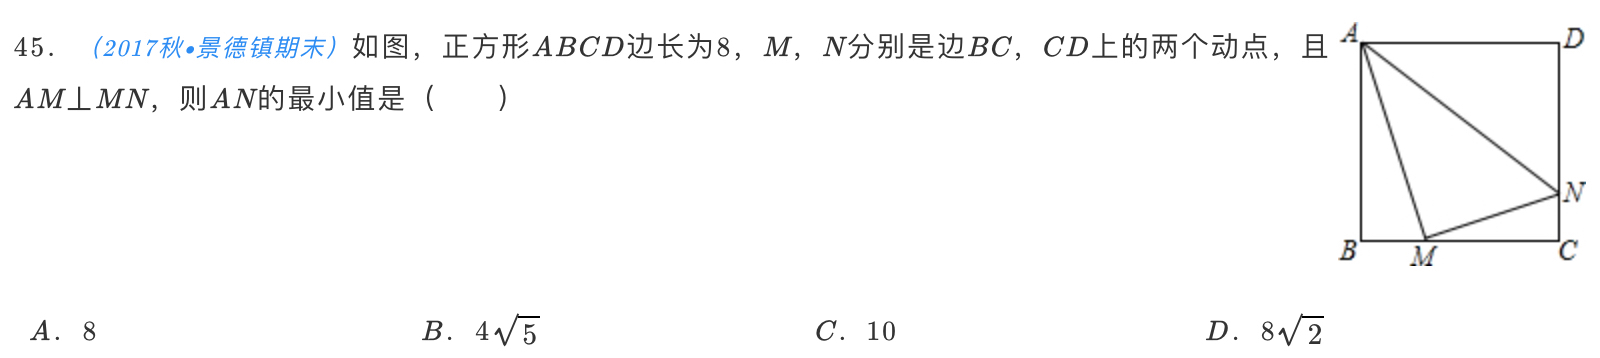 45. （2017秋•景德镇期末）如图，正方形ABCD边长为8，M，N分别是边BC，CD上的两个动点，且
AM⊥MN，则AN的最小值是（　　）
A
D
N
B
M
C
A. 8　B. 4√5　C. 10　D. 8√2